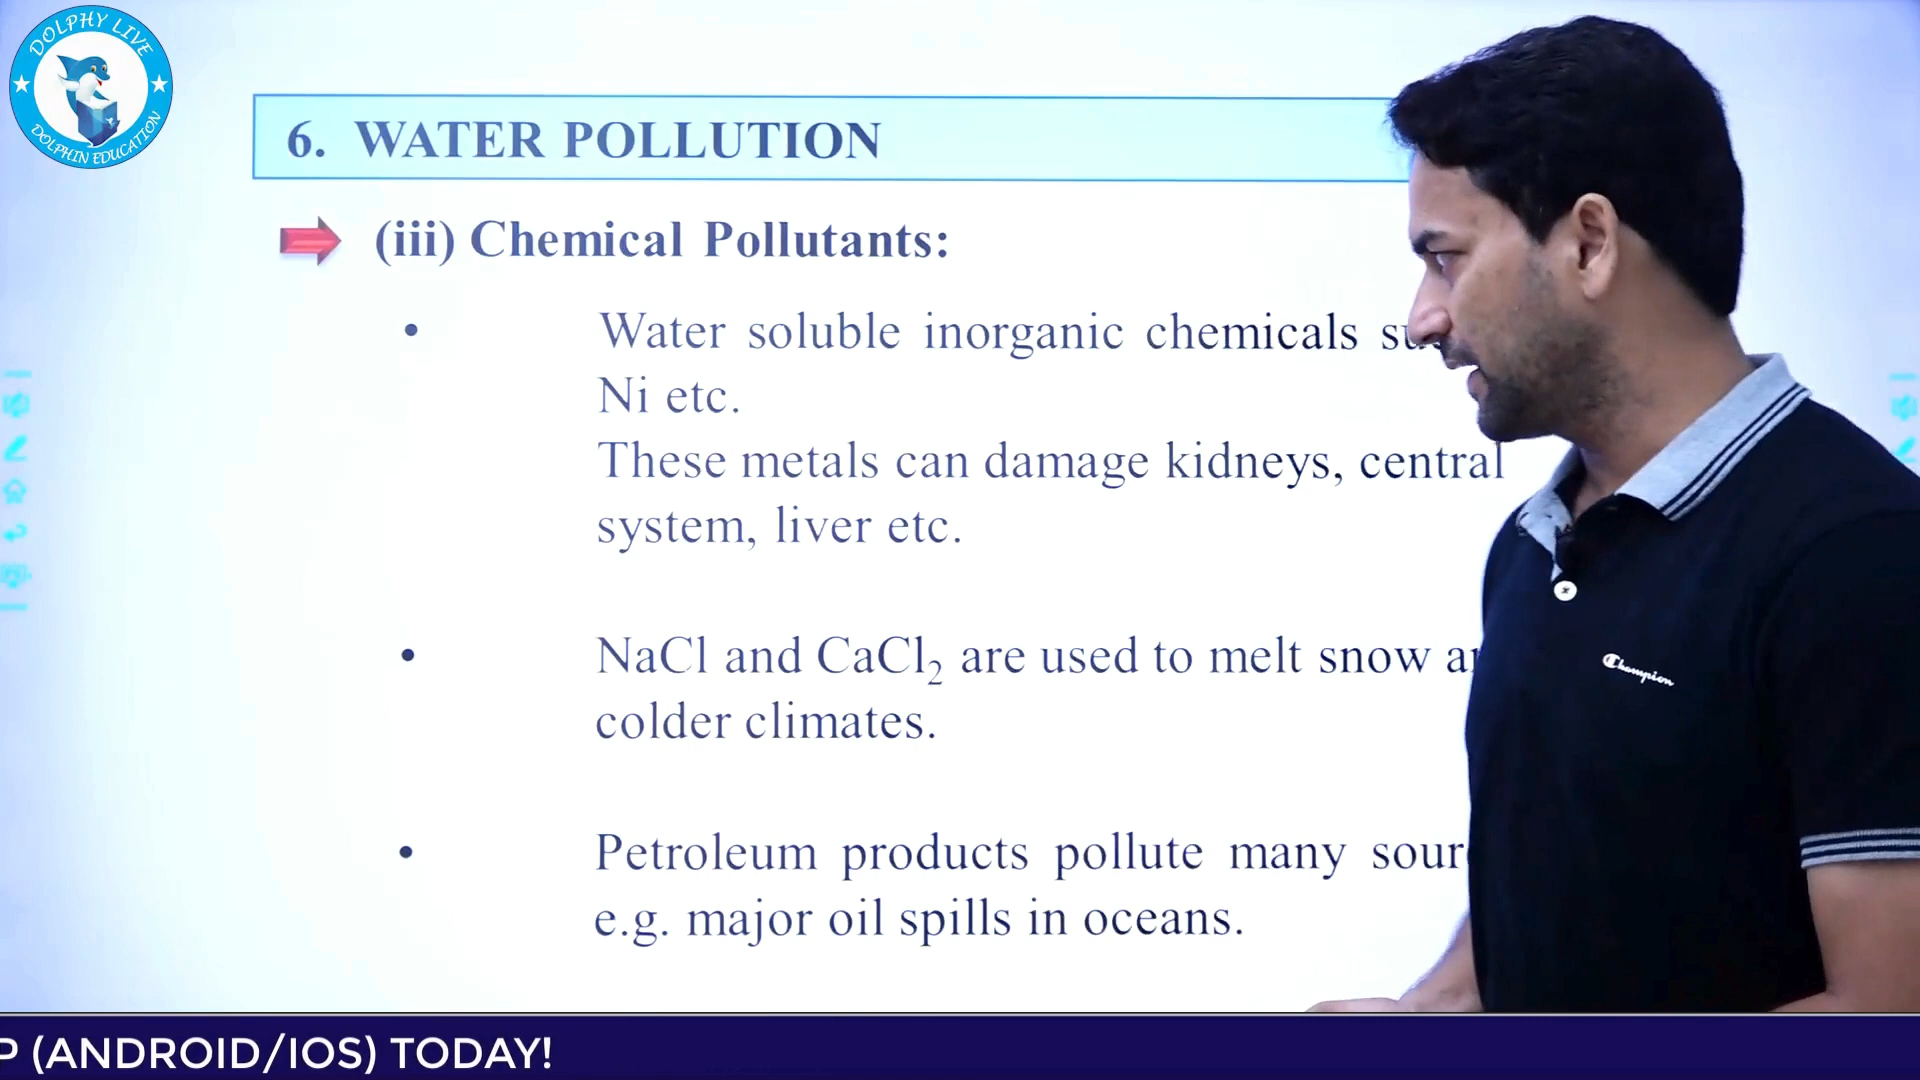 DOLPHY LIVE
DOLPHIN EDUCATION
6. WATER POLLUTION
(iii) Chemical Pollutants:
• Water soluble inorganic chemicals
Ni etc.
These metals can damage kidneys, central
system, liver etc.
• NaCl and CaCl₂ are used to melt snow
colder climates.
• Petroleum products pollute many
e.g. major oil spills in oceans.
Champion
P (ANDROID/IOS) TODAY!